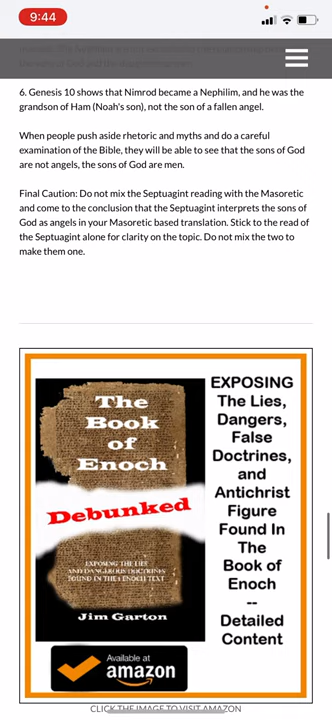 9:44
6. Genesis 10 shows that Nimrod became a Nephilim, and he was the
grandson of Ham (Noah's son), not the son of a fallen angel.
When people push aside rhetoric and myths and do a careful
examination of the Bible, they will be able to see that the sons of God
are not angels, the sons of God are men.
Final Caution: Do not mix the Septuagint reading with the Masoretic
and come to the conclusion that the Septuagint interprets the sons of
God as angels in your Masoretic based translation. Stick to the read of
the Septuagint alone for clarity on the topic. Do not mix the two to
make them one.
The
Book
of
Enoch
Debunked
EXPOSING THE LIES
AND DANGEROUS DOCTRINES
FOUND IN THE 1 ENOCH TEXT
Jim Garton
EXPOSING
The Lies,
Dangers,
False
Doctrines,
and
Antichrist
Figure
Found In
The
Book of
Enoch
--
Detailed
Content
Available at
amazon
CLICK THE IMAGE TO VISIT AMAZON